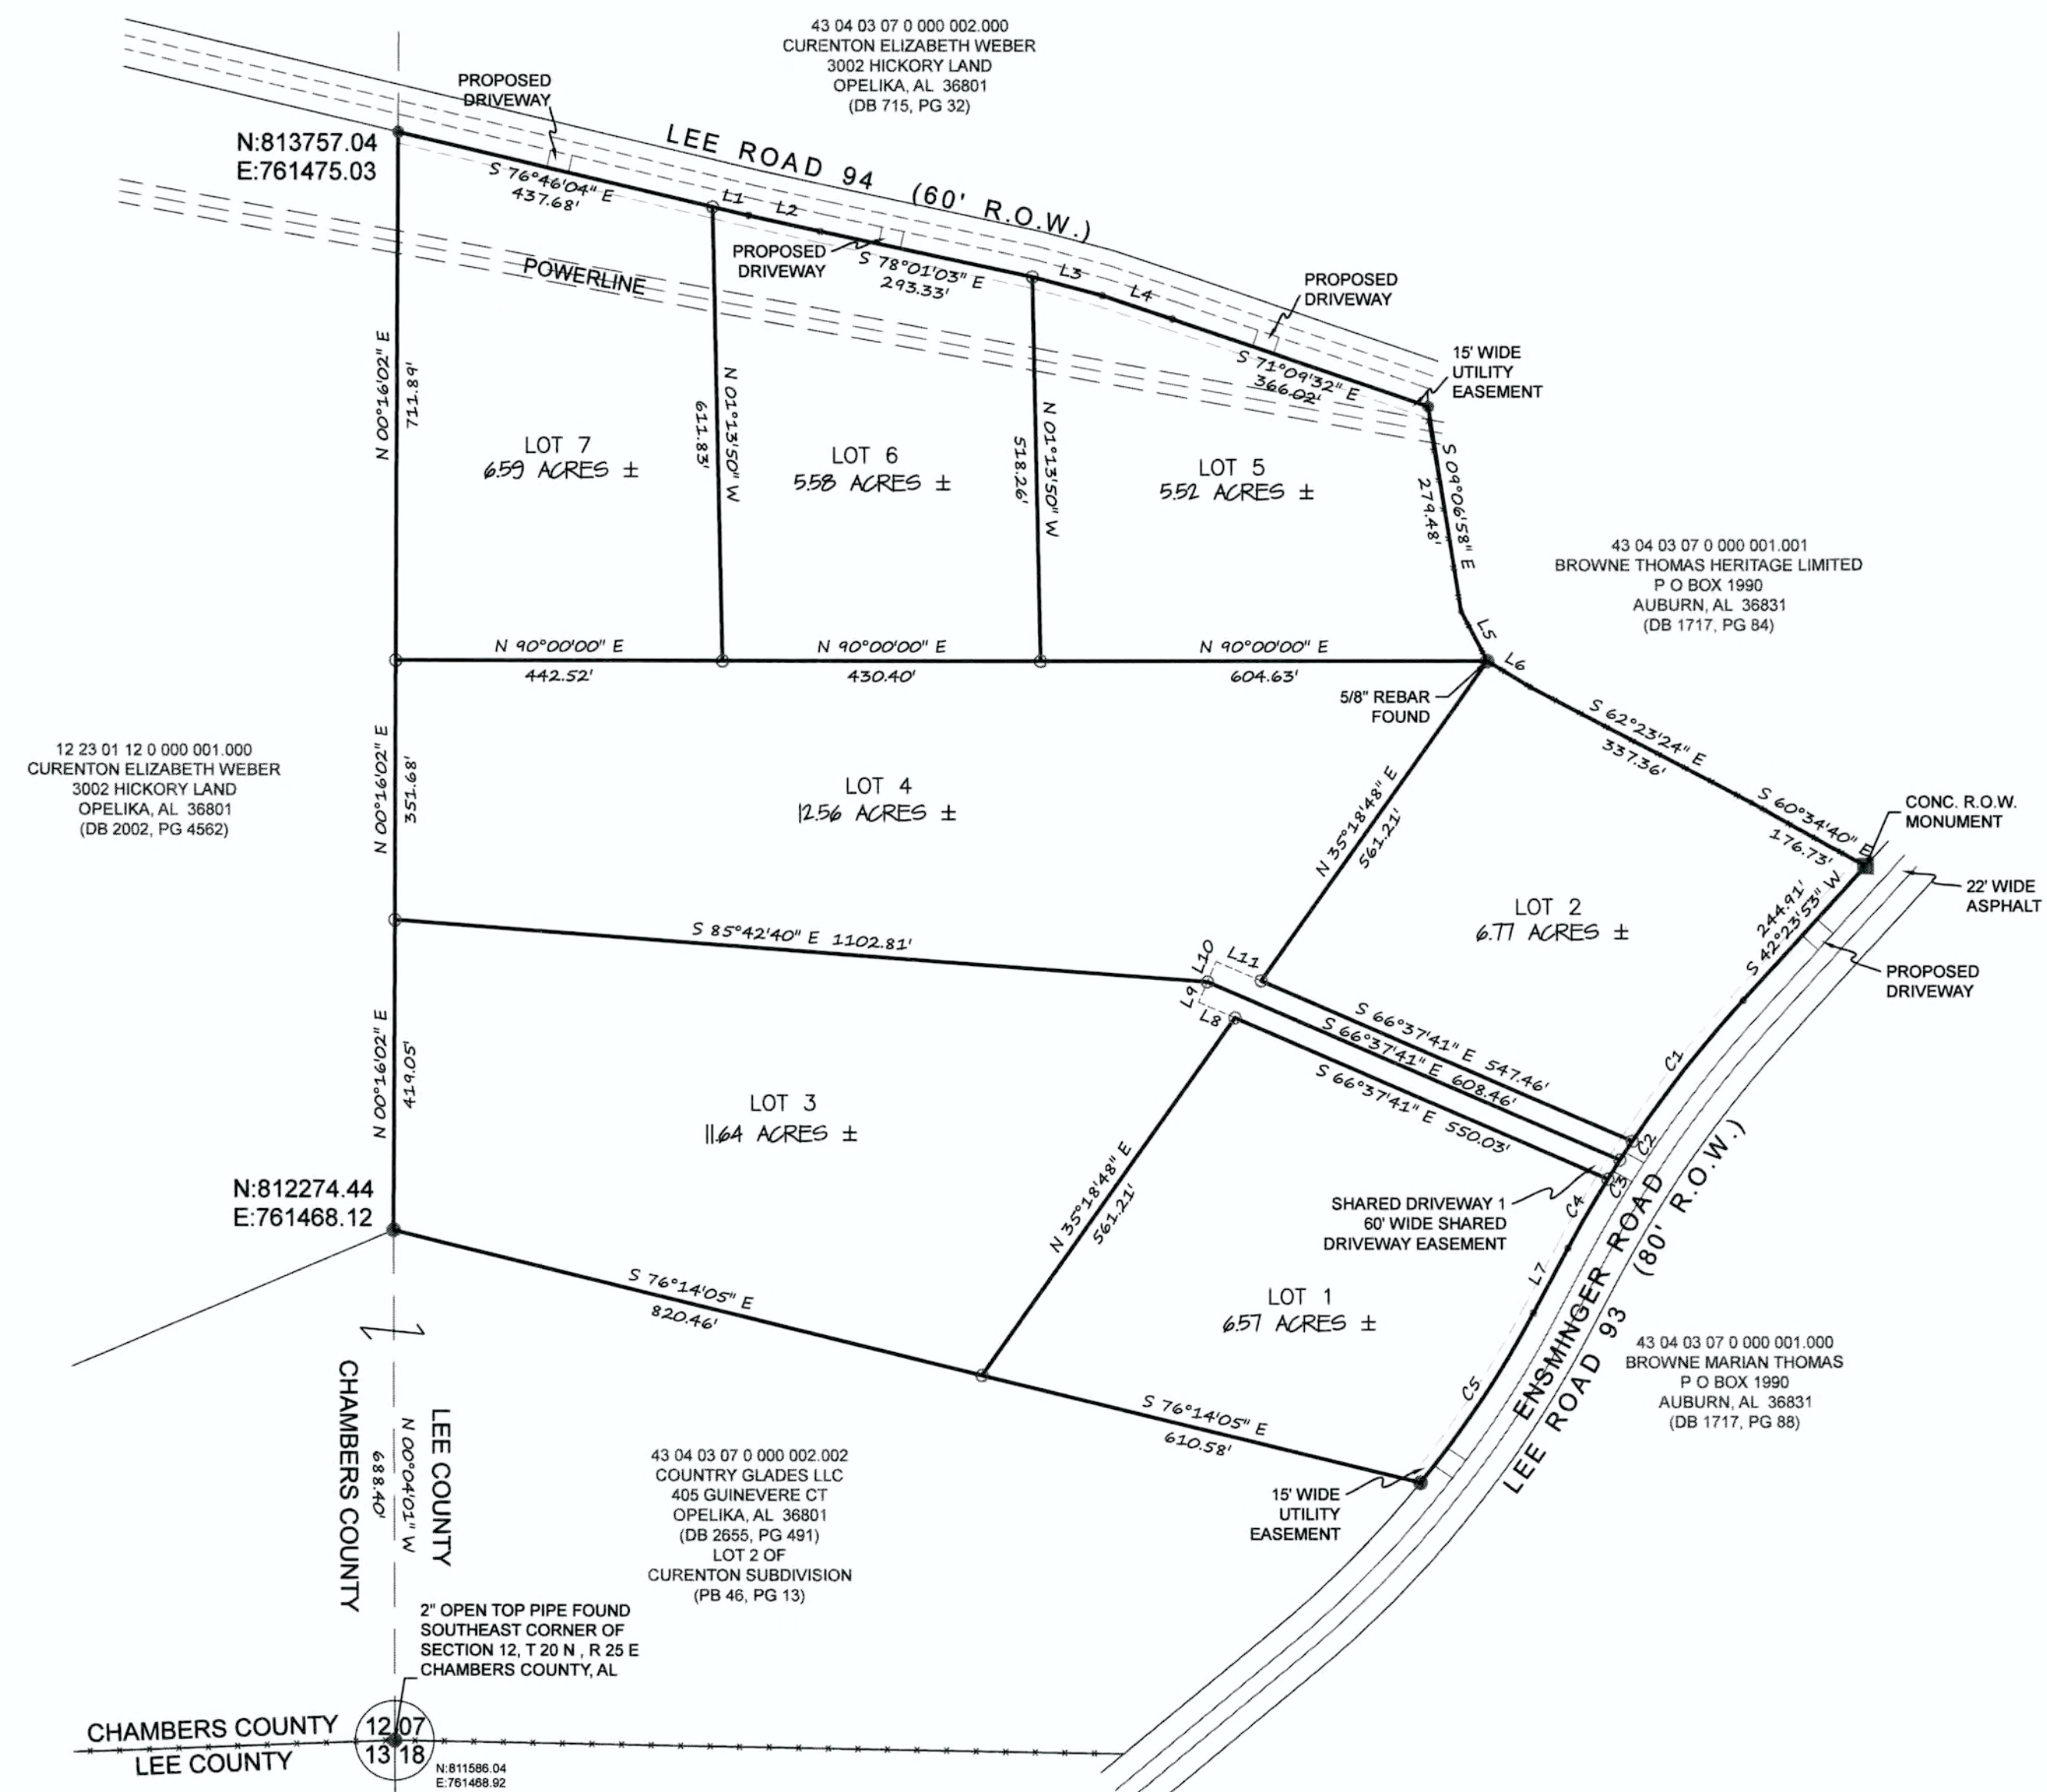 43 04 03 07 0 000 002.000
CURENTON ELIZABETH WEBER
3002 HICKORY LAND
OPELIKA, AL 36801
(DB 715, PG 32)
PROPOSED
DRIVEWAY
N:813757.04
E:761475.03
LEE ROAD 94 (60' R.O.W.)
S 76°46'04" E
437.68'
L1
L2
PROPOSED
DRIVEWAY
S 78°01'03" E
293.33'
L3
L4
PROPOSED
DRIVEWAY
S 71°09'32" E
366.02'
15' WIDE
UTILITY
EASEMENT
POWERLINE
N 00°16'02" E
711.89'
LOT 7
6.59 ACRES ±
N 01°13'50" W
611.83'
LOT 6
5.58 ACRES ±
N 01°13'50" W
518.26'
LOT 5
5.52 ACRES ±
S 09°06'58" E
279.48'
43 04 03 07 0 000 001.001
BROWNE THOMAS HERITAGE LIMITED
P O BOX 1990
AUBURN, AL 36831
(DB 1717, PG 84)
L5
L6
N 90°00'00" E
442.52'
N 90°00'00" E
430.40'
N 90°00'00" E
604.63'
5/8" REBAR
FOUND
S 62°23'24" E
337.36'
S 60°34'40" E
176.73'
CONC. R.O.W.
MONUMENT
22' WIDE
ASPHALT
12 23 01 12 0 000 001.000
CURENTON ELIZABETH WEBER
3002 HICKORY LAND
OPELIKA, AL 36801
(DB 2002, PG 4562)
N 00°16'02" E
351.68'
LOT 4
12.56 ACRES ±
N 35°18'48" E
561.21'
LOT 2
6.77 ACRES ±
244.91'
S 42°23'53" W
PROPOSED
DRIVEWAY
S 85°42'40" E 1102.81'
L10
L11
L9
L8
S 66°37'41" E 547.46'
S 66°37'41" E 608.46'
S 66°37'41" E 550.03'
C1
C2
C3
C4
N 00°16'02" E
419.05'
LOT 3
11.64 ACRES ±
N:812274.44
E:761468.12
N 35°18'48" E
561.21'
SHARED DRIVEWAY 1
60' WIDE SHARED
DRIVEWAY EASEMENT
L7
S 76°14'05" E
820.46'
LOT 1
6.57 ACRES ±
C5
ENSMINGER ROAD
LEE ROAD 93 (80' R.O.W.)
43 04 03 07 0 000 001.000
BROWNE MARIAN THOMAS
P O BOX 1990
AUBURN, AL 36831
(DB 1717, PG 88)
S 76°14'05" E
610.58'
15' WIDE
UTILITY
EASEMENT
LEE COUNTY
N 00°04'01" W
688.40'
CHAMBERS COUNTY
43 04 03 07 0 000 002.002
COUNTRY GLADES LLC
405 GUINEVERE CT
OPELIKA, AL 36801
(DB 2655, PG 491)
LOT 2 OF
CURENTON SUBDIVISION
(PB 46, PG 13)
2" OPEN TOP PIPE FOUND
SOUTHEAST CORNER OF
SECTION 12, T 20 N , R 25 E
CHAMBERS COUNTY, AL
CHAMBERS COUNTY
LEE COUNTY
12 07
13 18
N:811586.04
E:761468.92